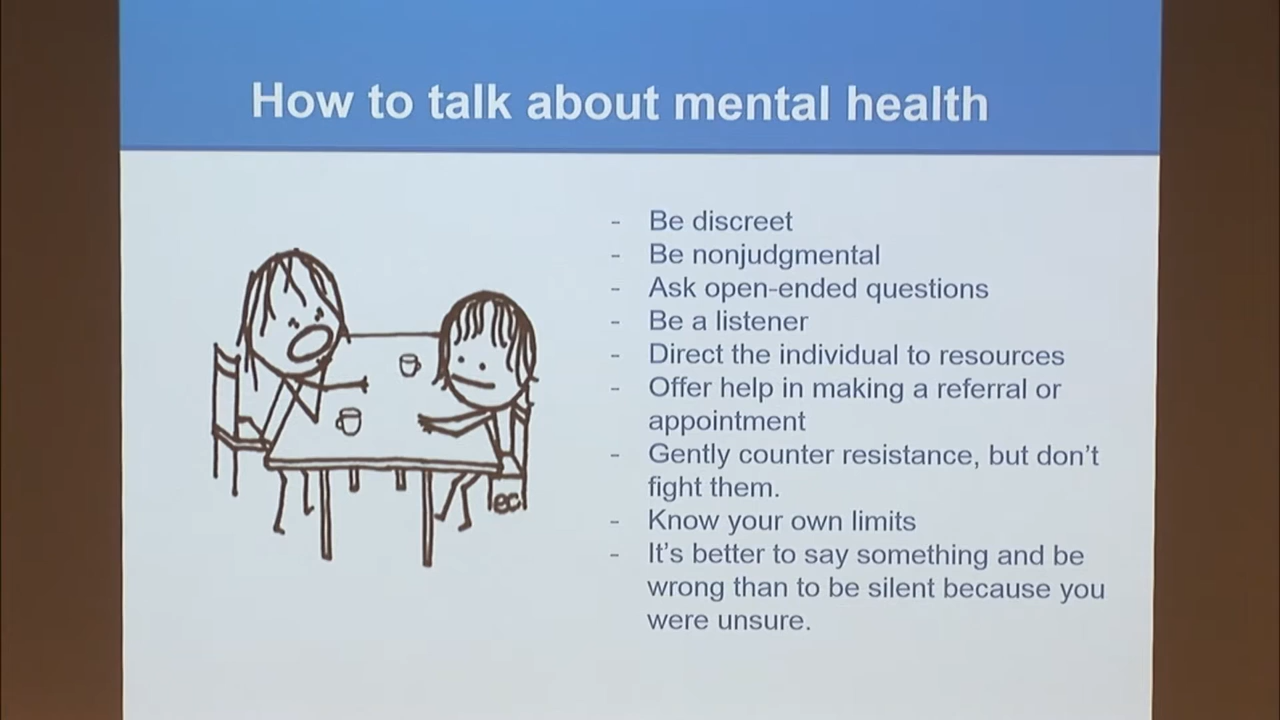 How to talk about mental health
- Be discreet
- Be nonjudgmental
- Ask open-ended questions
- Be a listener
- Direct the individual to resources
- Offer help in making a referral or
appointment
- Gently counter resistance, but don't
fight them.
- Know your own limits
- It's better to say something and be
wrong than to be silent because you
were unsure.
ec